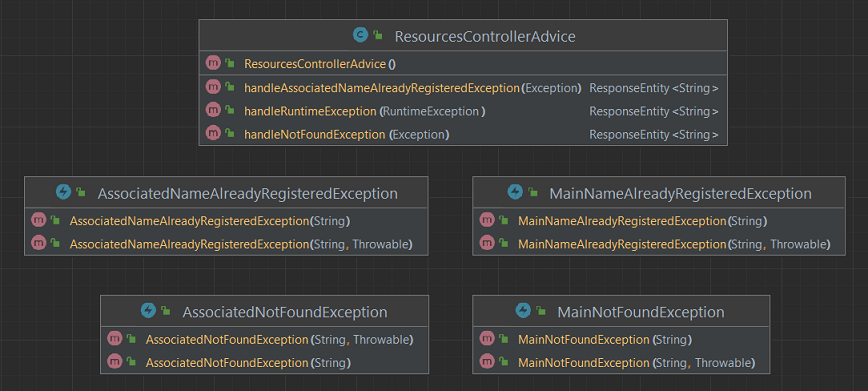 ResourcesControllerAdvice
ResourcesControllerAdvice()
handleAssociatedNameAlreadyRegisteredException(Exception) ResponseEntity<String>
handleRuntimeException(RuntimeException) ResponseEntity<String>
handleNotFoundException(Exception) ResponseEntity<String>
AssociatedNameAlreadyRegisteredException
AssociatedNameAlreadyRegisteredException(String)
AssociatedNameAlreadyRegisteredException(String, Throwable)
MainNameAlreadyRegisteredException
MainNameAlreadyRegisteredException(String)
MainNameAlreadyRegisteredException(String, Throwable)
AssociatedNotFoundException
AssociatedNotFoundException(String, Throwable)
AssociatedNotFoundException(String)
MainNotFoundException
MainNotFoundException(String)
MainNotFoundException(String, Throwable)